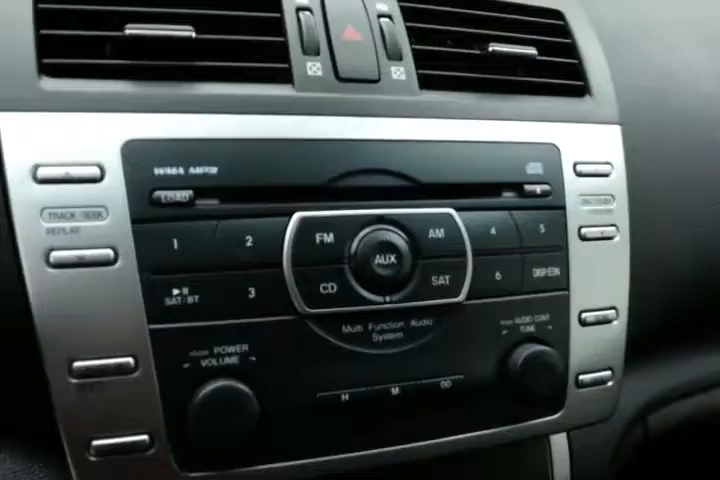 WMA MP3
LOAD
TRACK/SEEK
REPLAY
1 2 FM AM 4 5
AUX
CD SAT
SAT/BT 3 6 DISP·ESN
Multi Function Audio
System
POWER
VOLUME
AUDIO CONT
TUNE
H M 00